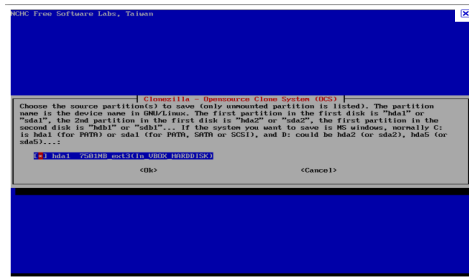 NCHC Free Software Labs, Taiwan
Clonezilla - Opensource Clone System (OCS)
Choose the source partition(s) to save (only unmounted partition is listed). The partition
name is the device name in GNU/Linux. The first partition in the first disk is "hda1" or
"sda1", the 2nd partition in the first disk is "hda2" or "sda2", the first partition in the
second disk is "hdb1" or "sdb1"... If the system you want to save is MS windows, normally C:
is hda1 (for PATA) or sda1 (for PATA, SATA or SCSI), and D: could be hda2 (or sda2), hda5 (or
sda5)...:
[*] hda1 7501MB_ext3(In_VBOX_HARDDISK)
<Ok> <Cancel>